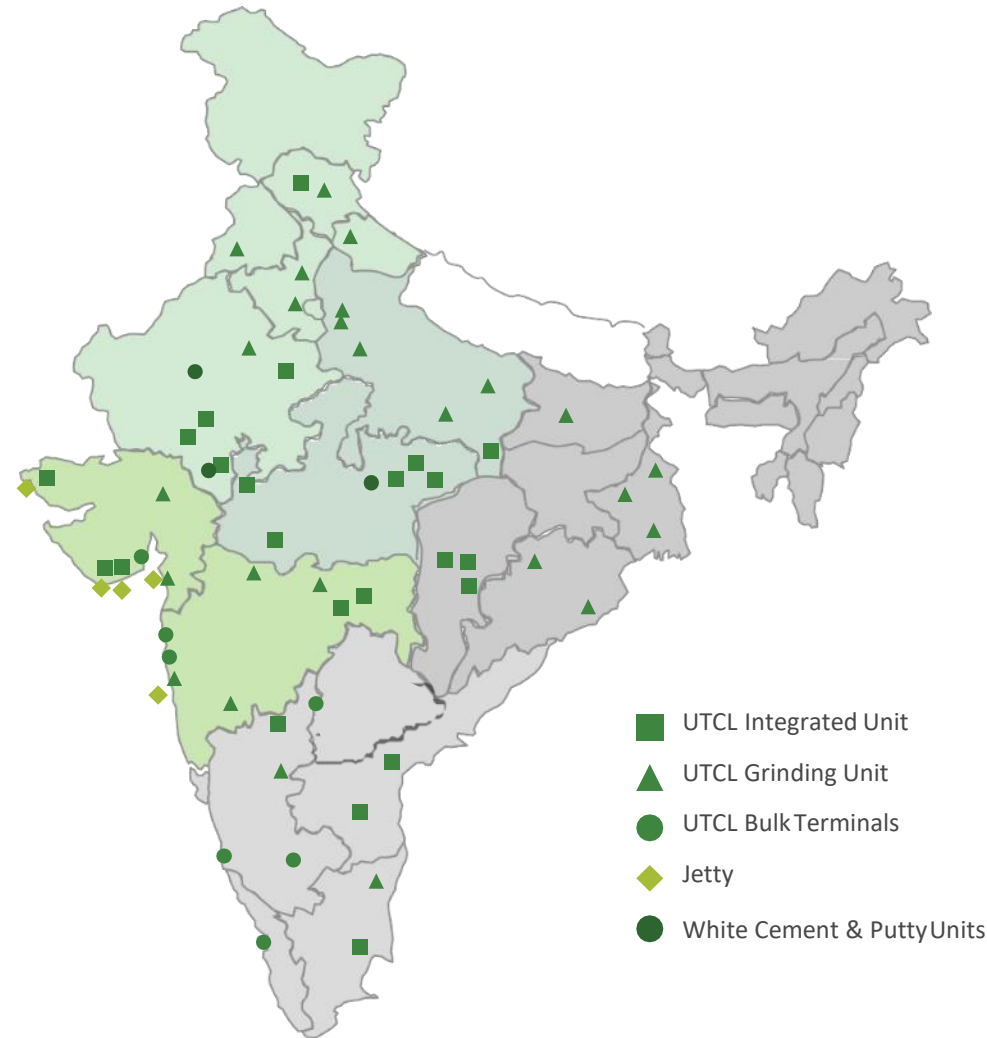 UTCL Integrated Unit
UTCL Grinding Unit
UTCL Bulk Terminals
Jetty
White Cement & Putty Units